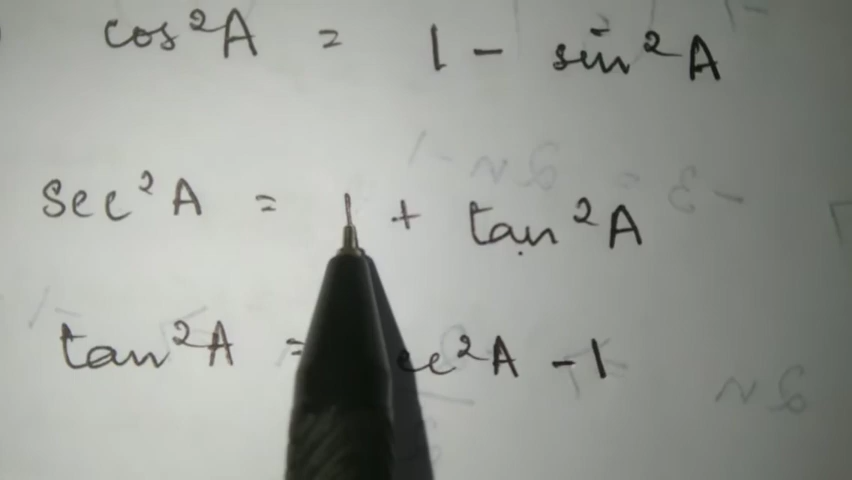 cos²A = 1 - sin²A
sec²A = 1 + tan²A
tan²A = ec²A - 1